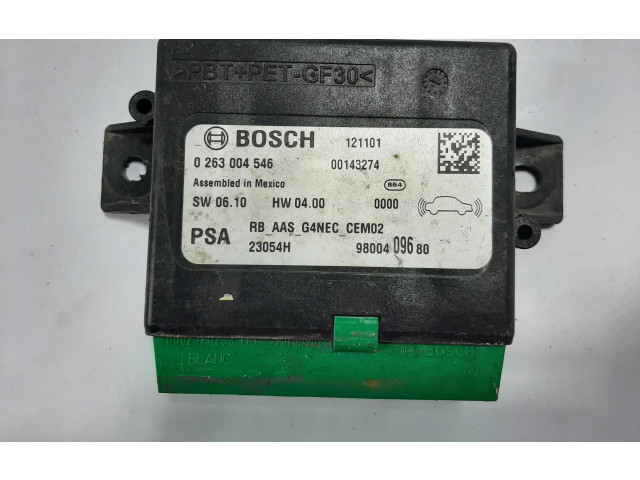 >PBT+PET-GF30<
BOSCH 121101
0 263 004 546 00143274
Assembled in Mexico 864
SW 06.10 HW 04.00 0000
PSA RB_AAS_G4NEC_CEM02
23054H 98004 096 80
BOSCH
BLANC